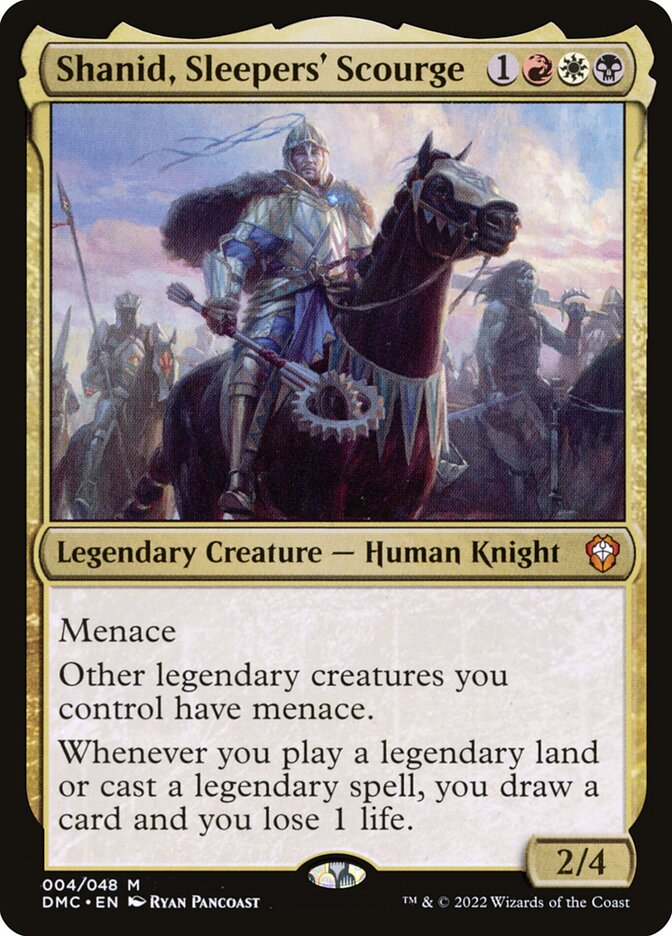 Shanid, Sleepers' Scourge 1
Legendary Creature — Human Knight
Menace
Other legendary creatures you
control have menace.
Whenever you play a legendary land
or cast a legendary spell, you draw a
card and you lose 1 life.
2/4
004/048 M
DMC • EN Ryan Pancoast
™ & © 2022 Wizards of the Coast